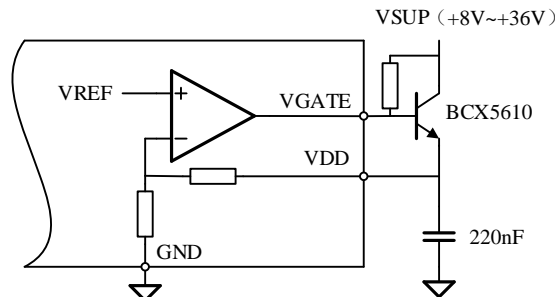 VSUP（+8V~+36V）
VREF
VGATE
BCX5610
VDD
220nF
GND